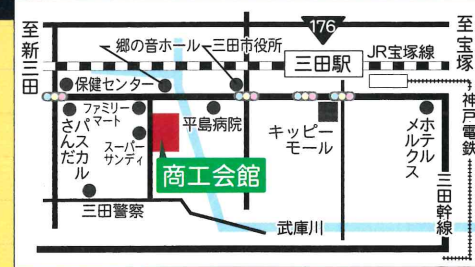 176
至新三田
至宝塚
郷の音ホール
三田市役所
三田駅
JR宝塚線
保健センター
神戸電鉄
ファミリー
マート
パスカル
さんだ
スーパー
サンディ
平島病院
キッピー
モール
ホテル
メルクス
商工会館
三田幹線
三田警察
武庫川